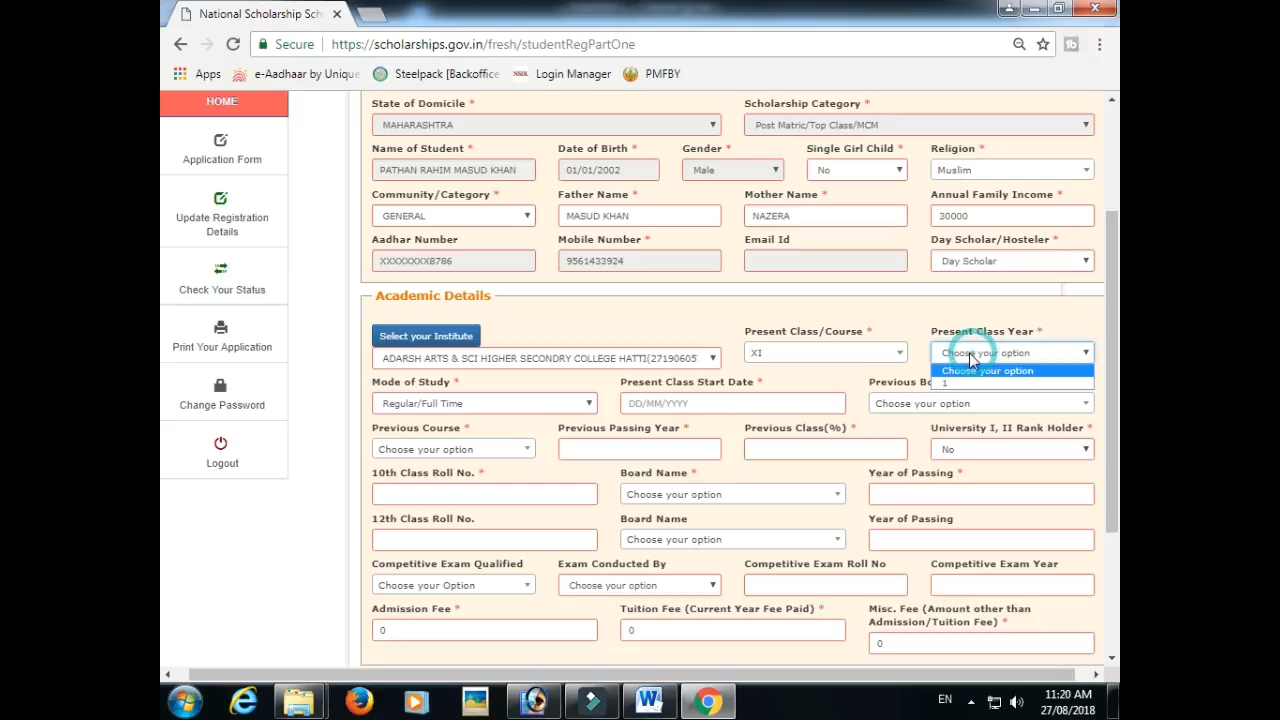 National Scholarship Sch
Secure
https://scholarships.gov.in/fresh/studentRegPartOne
Apps
e-Aadhaar by Unique
Steelpack [Backoffice
NSDL
Login Manager
PMFBY
HOME
Application Form
Update Registration
Details
Check Your Status
Print Your Application
Change Password
Logout
State of Domicile *
Scholarship Category *
MAHARASHTRA
Post Matric/Top Class/MCM
Name of Student *
Date of Birth *
Gender *
Single Girl Child *
Religion *
PATHAN RAHIM MASUD KHAN
01/01/2002
Male
No
Muslim
Community/Category *
Father Name *
Mother Name *
Annual Family Income *
GENERAL
MASUD KHAN
NAZERA
30000
Aadhar Number
Mobile Number *
Email Id
Day Scholar/Hosteler *
XXXXXXXX8786
9561433924
Day Scholar
Academic Details
Select your Institute
Present Class/Course *
Present Class Year *
ADARSH ARTS & SCI HIGHER SECONDRY COLLEGE HATTI(27190605
XI
Choose your option
Choose your option
1
Mode of Study *
Present Class Start Date *
Previous Bo
Regular/Full Time
DD/MM/YYYY
Choose your option
Previous Course *
Previous Passing Year *
Previous Class(%) *
University I, II Rank Holder *
Choose your option
No
10th Class Roll No. *
Board Name *
Year of Passing *
Choose your option
12th Class Roll No.
Board Name
Year of Passing
Choose your option
Competitive Exam Qualified
Exam Conducted By
Competitive Exam Roll No
Competitive Exam Year
Choose your Option
Choose your option
Admission Fee *
Tuition Fee (Current Year Fee Paid) *
Misc. Fee (Amount other than
Admission/Tuition Fee) *
0
0
0
EN
11:20 AM
27/08/2018